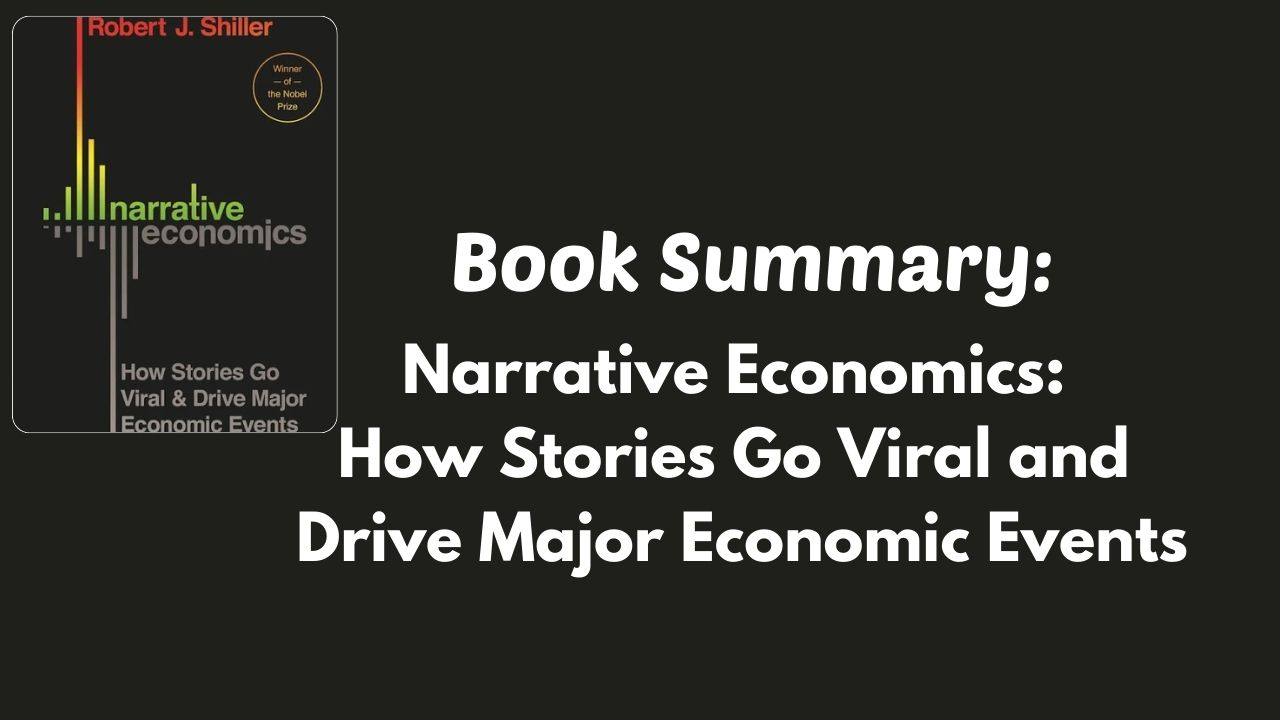 Robert J. Shiller
Winner
— of —
the Nobel
Prize
narrative
economics
How Stories Go
Viral & Drive Major
Economic Events
Book Summary:
Narrative Economics:
How Stories Go Viral and
Drive Major Economic Events